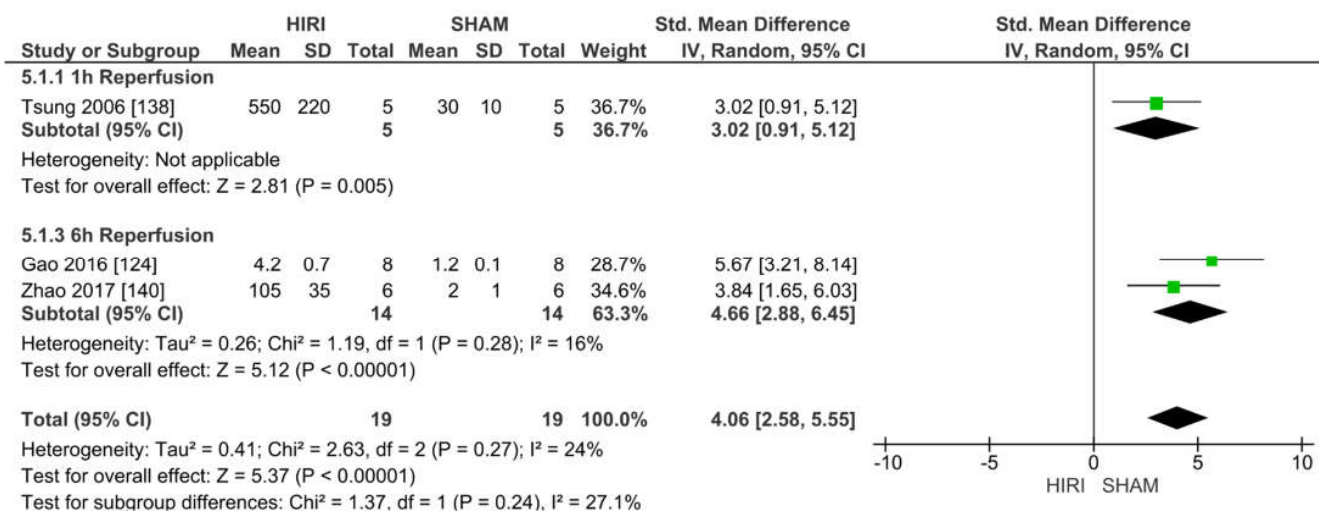 HIRI SHAM Std. Mean Difference Std. Mean Difference
Study or Subgroup Mean SD Total Mean SD Total Weight IV, Random, 95% CI IV, Random, 95% CI
5.1.1 1h Reperfusion
Tsung 2006 [138] 550 220 5 30 10 5 36.7% 3.02 [0.91, 5.12]
Subtotal (95% CI) 5 5 36.7% 3.02 [0.91, 5.12]
Heterogeneity: Not applicable
Test for overall effect: Z = 2.81 (P = 0.005)
5.1.3 6h Reperfusion
Gao 2016 [124] 4.2 0.7 8 1.2 0.1 8 28.7% 5.67 [3.21, 8.14]
Zhao 2017 [140] 105 35 6 2 1 6 34.6% 3.84 [1.65, 6.03]
Subtotal (95% CI) 14 14 63.3% 4.66 [2.88, 6.45]
Heterogeneity: Tau² = 0.26; Chi² = 1.19, df = 1 (P = 0.28); I² = 16%
Test for overall effect: Z = 5.12 (P < 0.00001)
Total (95% CI) 19 19 100.0% 4.06 [2.58, 5.55]
Heterogeneity: Tau² = 0.41; Chi² = 2.63, df = 2 (P = 0.27); I² = 24%
Test for overall effect: Z = 5.37 (P < 0.00001)
Test for subgroup differences: Chi² = 1.37, df = 1 (P = 0.24), I² = 27.1%
-10 -5 0 5 10
HIRI SHAM